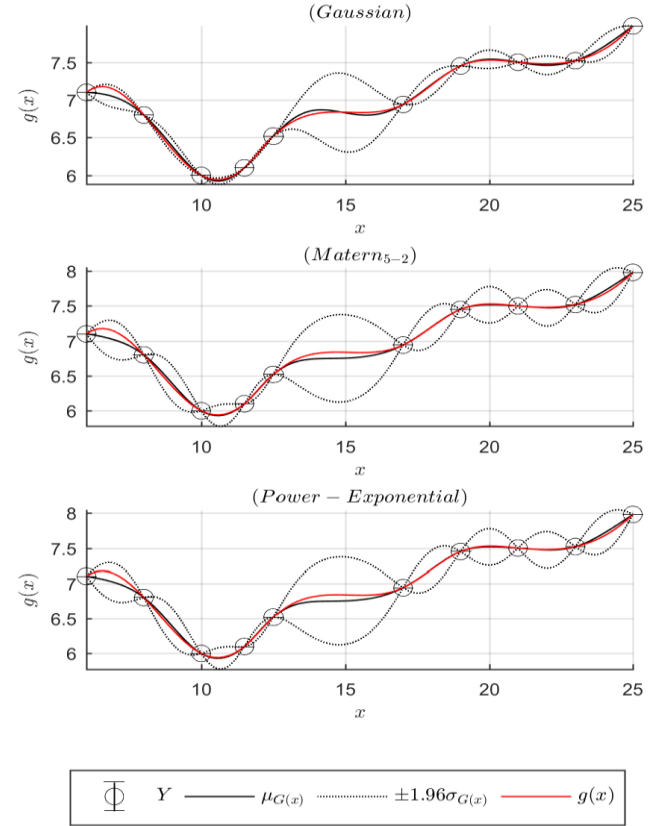 (Gaussian)
g(x)
7.5
7
6.5
6
10 15 20 25
x
(Matern₅₋₂)
g(x)
8
7.5
7
6.5
6
10 15 20 25
x
(Power − Exponential)
g(x)
8
7.5
7
6.5
6
10 15 20 25
x
Y μ_{G(x)} ±1.96σ_{G(x)} g(x)